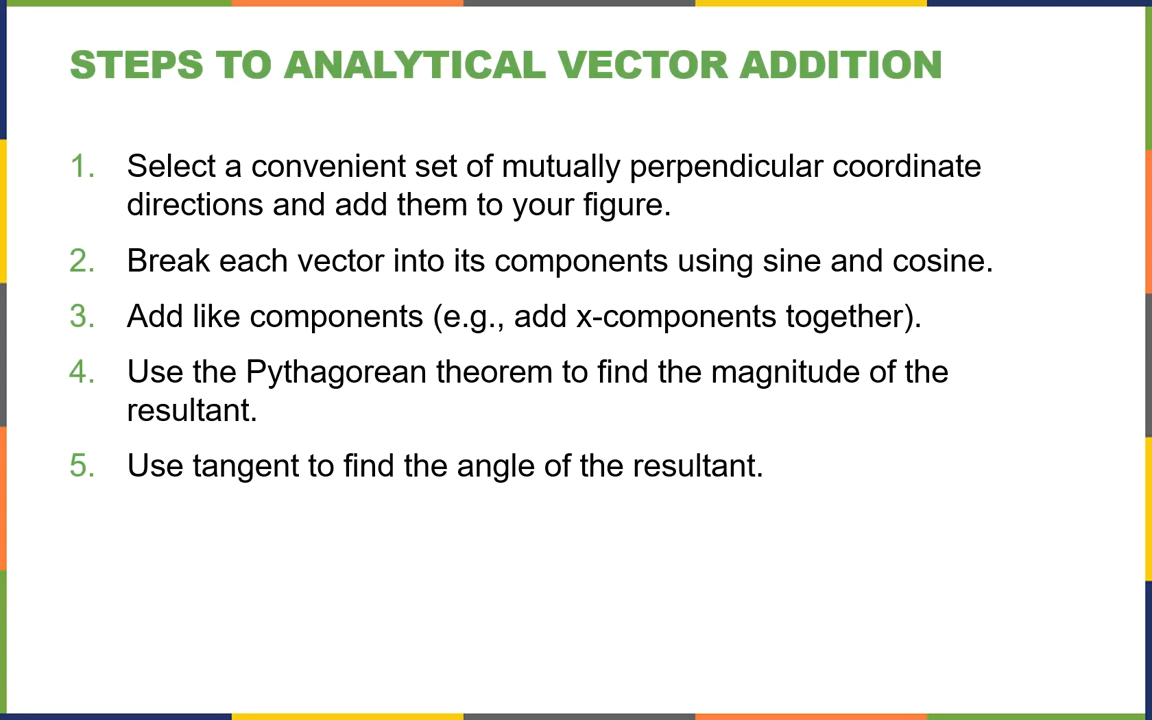 STEPS TO ANALYTICAL VECTOR ADDITION
1. Select a convenient set of mutually perpendicular coordinate
directions and add them to your figure.
2. Break each vector into its components using sine and cosine.
3. Add like components (e.g., add x-components together).
4. Use the Pythagorean theorem to find the magnitude of the
resultant.
5. Use tangent to find the angle of the resultant.